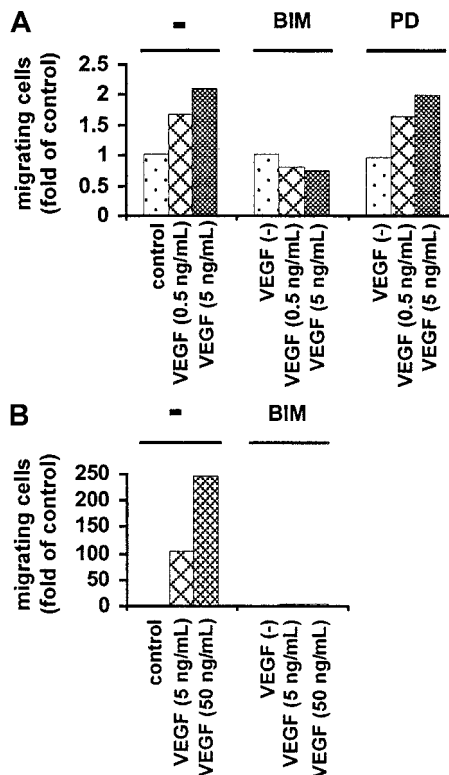 A
- BIM PD
migrating cells
(fold of control)
2.5
2
1.5
1
0.5
0
control
VEGF (0.5 ng/mL)
VEGF (5 ng/mL)
VEGF (-)
VEGF (0.5 ng/mL)
VEGF (5 ng/mL)
VEGF (-)
VEGF (0.5 ng/mL)
VEGF (5 ng/mL)
B
- BIM
migrating cells
(fold of control)
250
200
150
100
50
0
control
VEGF (5 ng/mL)
VEGF (50 ng/mL)
VEGF (-)
VEGF (5 ng/mL)
VEGF (50 ng/mL)